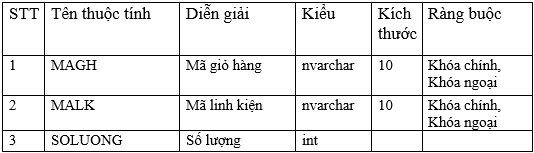 STT Tên thuộc tính Diễn giải Kiểu Kích thước Ràng buộc
1 MAGH Mã giỏ hàng nvarchar 10 Khóa chính, Khóa ngoại
2 MALK Mã linh kiện nvarchar 10 Khóa chính, Khóa ngoại
3 SOLUONG Số lượng int